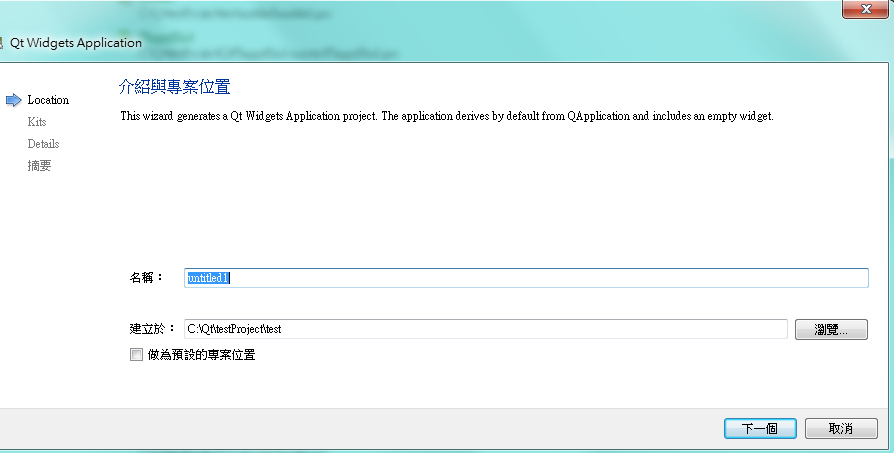 Qt Widgets Application
Location
Kits
Details
摘要
介紹與專案位置
This wizard generates a Qt Widgets Application project. The application derives by default from QApplication and includes an empty widget.
名稱：
untitled1
建立於：
C:\Qt\testProject\test
瀏覽...
做為預設的專案位置
下一個
取消